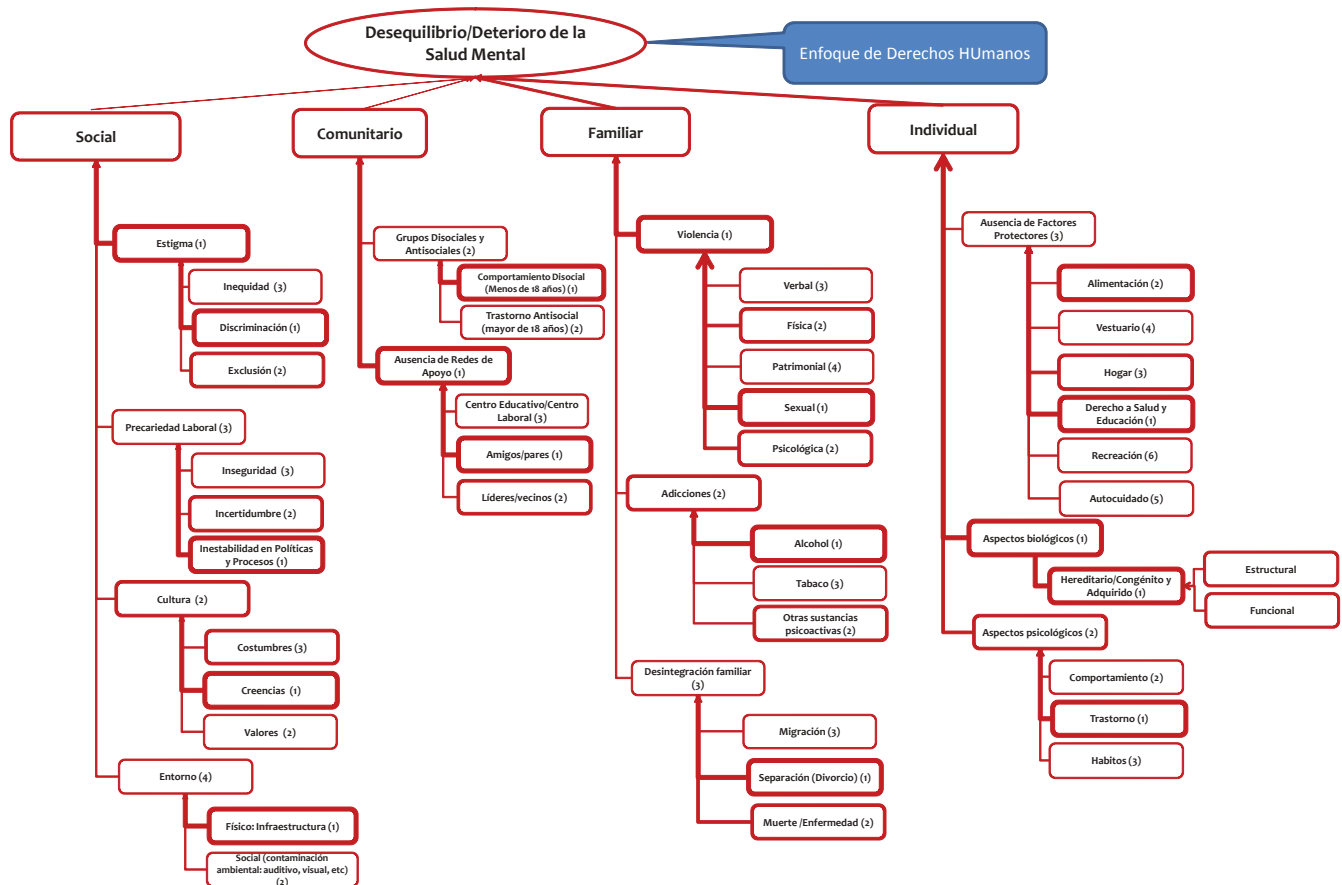 Desequilibrio/Deterioro de la
Salud Mental
Enfoque de Derechos HUmanos
Social
Estigma (1)
Inequidad (3)
Discriminación (1)
Exclusión (2)
Precariedad Laboral (3)
Inseguridad (3)
Incertidumbre (2)
Inestabilidad en Políticas
y Procesos (1)
Cultura (2)
Costumbres (3)
Creencias (1)
Valores (2)
Entorno (4)
Físico: Infraestructura (1)
Social (contaminación
ambiental: auditivo, visual, etc)
(2)
Comunitario
Grupos Disociales y
Antisociales (2)
Comportamiento Disocial
(Menos de 18 años) (1)
Trastorno Antisocial
(mayor de 18 años) (2)
Ausencia de Redes de
Apoyo (1)
Centro Educativo/Centro
Laboral (3)
Amigos/pares (1)
Líderes/vecinos (2)
Familiar
Violencia (1)
Verbal (3)
Física (2)
Patrimonial (4)
Sexual (1)
Psicológica (2)
Adicciones (2)
Alcohol (1)
Tabaco (3)
Otras sustancias
psicoactivas (2)
Desintegración familiar
(3)
Migración (3)
Separación (Divorcio) (1)
Muerte /Enfermedad (2)
Individual
Ausencia de Factores
Protectores (3)
Alimentación (2)
Vestuario (4)
Hogar (3)
Derecho a Salud y
Educación (1)
Recreación (6)
Autocuidado (5)
Aspectos biológicos (1)
Hereditario/Congénito y
Adquirido (1)
Estructural
Funcional
Aspectos psicológicos (2)
Comportamiento (2)
Trastorno (1)
Habitos (3)